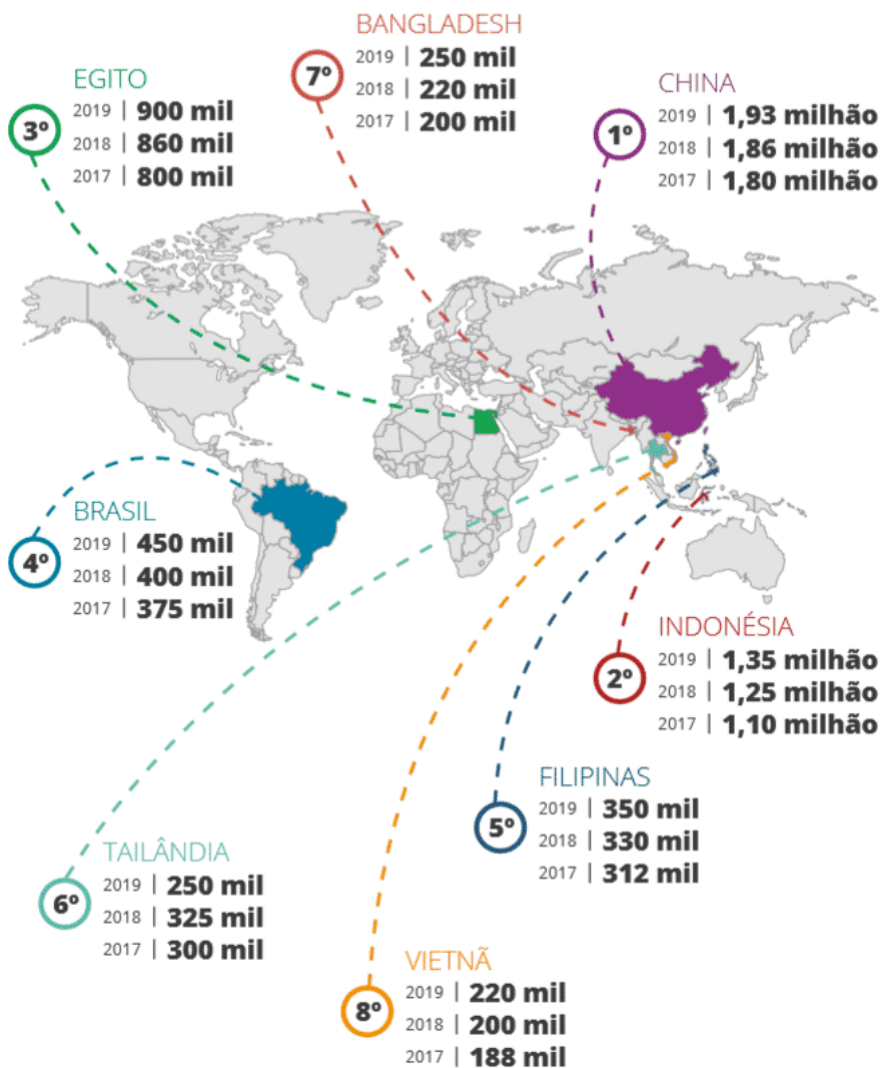 BANGLADESH
7º
2019 | 250 mil
2018 | 220 mil
2017 | 200 mil
EGITO
3º
2019 | 900 mil
2018 | 860 mil
2017 | 800 mil
CHINA
1º
2019 | 1,93 milhão
2018 | 1,86 milhão
2017 | 1,80 milhão
BRASIL
4º
2019 | 450 mil
2018 | 400 mil
2017 | 375 mil
INDONÉSIA
2º
2019 | 1,35 milhão
2018 | 1,25 milhão
2017 | 1,10 milhão
FILIPINAS
5º
2019 | 350 mil
2018 | 330 mil
2017 | 312 mil
TAILÂNDIA
6º
2019 | 250 mil
2018 | 325 mil
2017 | 300 mil
VIETNÃ
8º
2019 | 220 mil
2018 | 200 mil
2017 | 188 mil